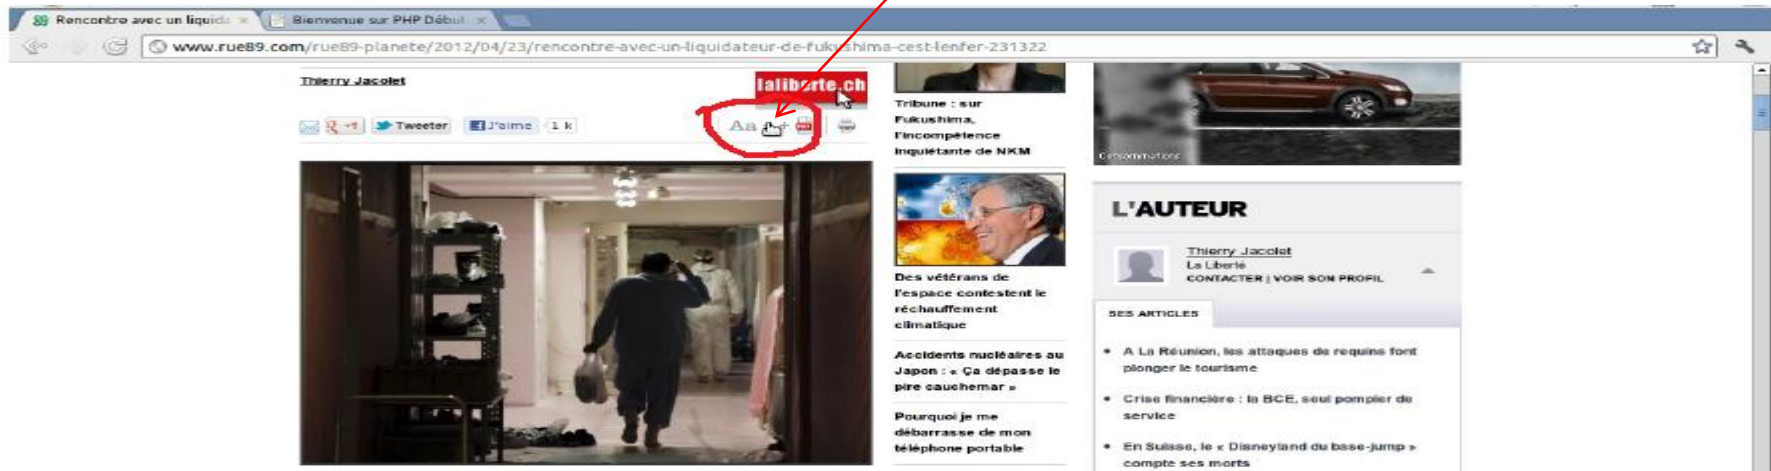 Rencontre avec un liquid
Bienvenue sur PHP Débu
www.rue89.com/rue89-planete/2012/04/23/rencontre-avec-un-liquidateur-de-fukushima-cest-lenfer-231322
Thierry Jacolet
laliberte.ch
+1
Tweeter
J'aime
1 k
Aa
+
Tribune : sur
Fukushima,
l'incompétence
inquiétante de NKM
Des vétérans de
l'espace contestent le
réchauffement
climatique
Accidents nucléaires au
Japon : « Ça dépasse le
pire cauchemar »
Pourquoi je me
débarrasse de mon
téléphone portable
Consommations
L'AUTEUR
Thierry Jacolet
La Liberté
CONTACTER | VOIR SON PROFIL
SES ARTICLES
• A La Réunion, les attaques de requins font
plonger le tourisme
• Crise financière : la BCE, seul pompier de
service
• En Suisse, le « Disneyland du base-jump »
compte ses morts